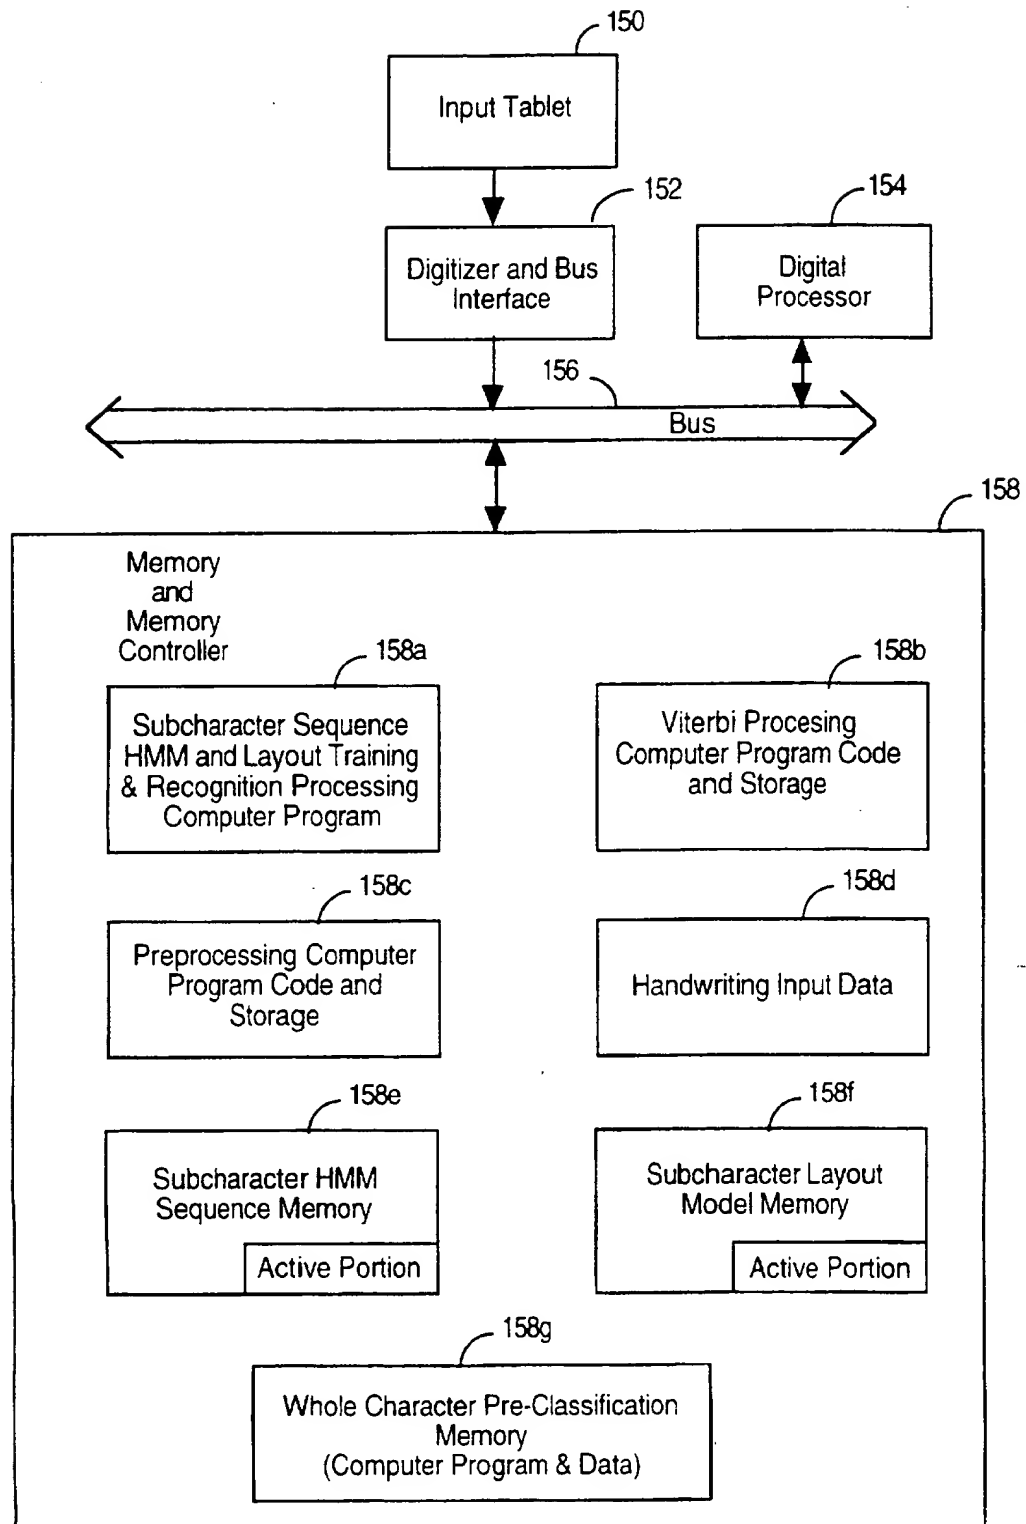 150
Input Tablet
152
154
Digitizer and Bus
Interface
Digital
Processor
156
Bus
158
Memory
and
Memory
Controller
158a
158b
Subcharacter Sequence
HMM and Layout Training
& Recognition Processing
Computer Program
Viterbi Procesing
Computer Program Code
and Storage
158c
158d
Preprocessing Computer
Program Code and
Storage
Handwriting Input Data
158e
158f
Subcharacter HMM
Sequence Memory
Active Portion
Subcharacter Layout
Model Memory
Active Portion
158g
Whole Character Pre-Classification
Memory
(Computer Program & Data)